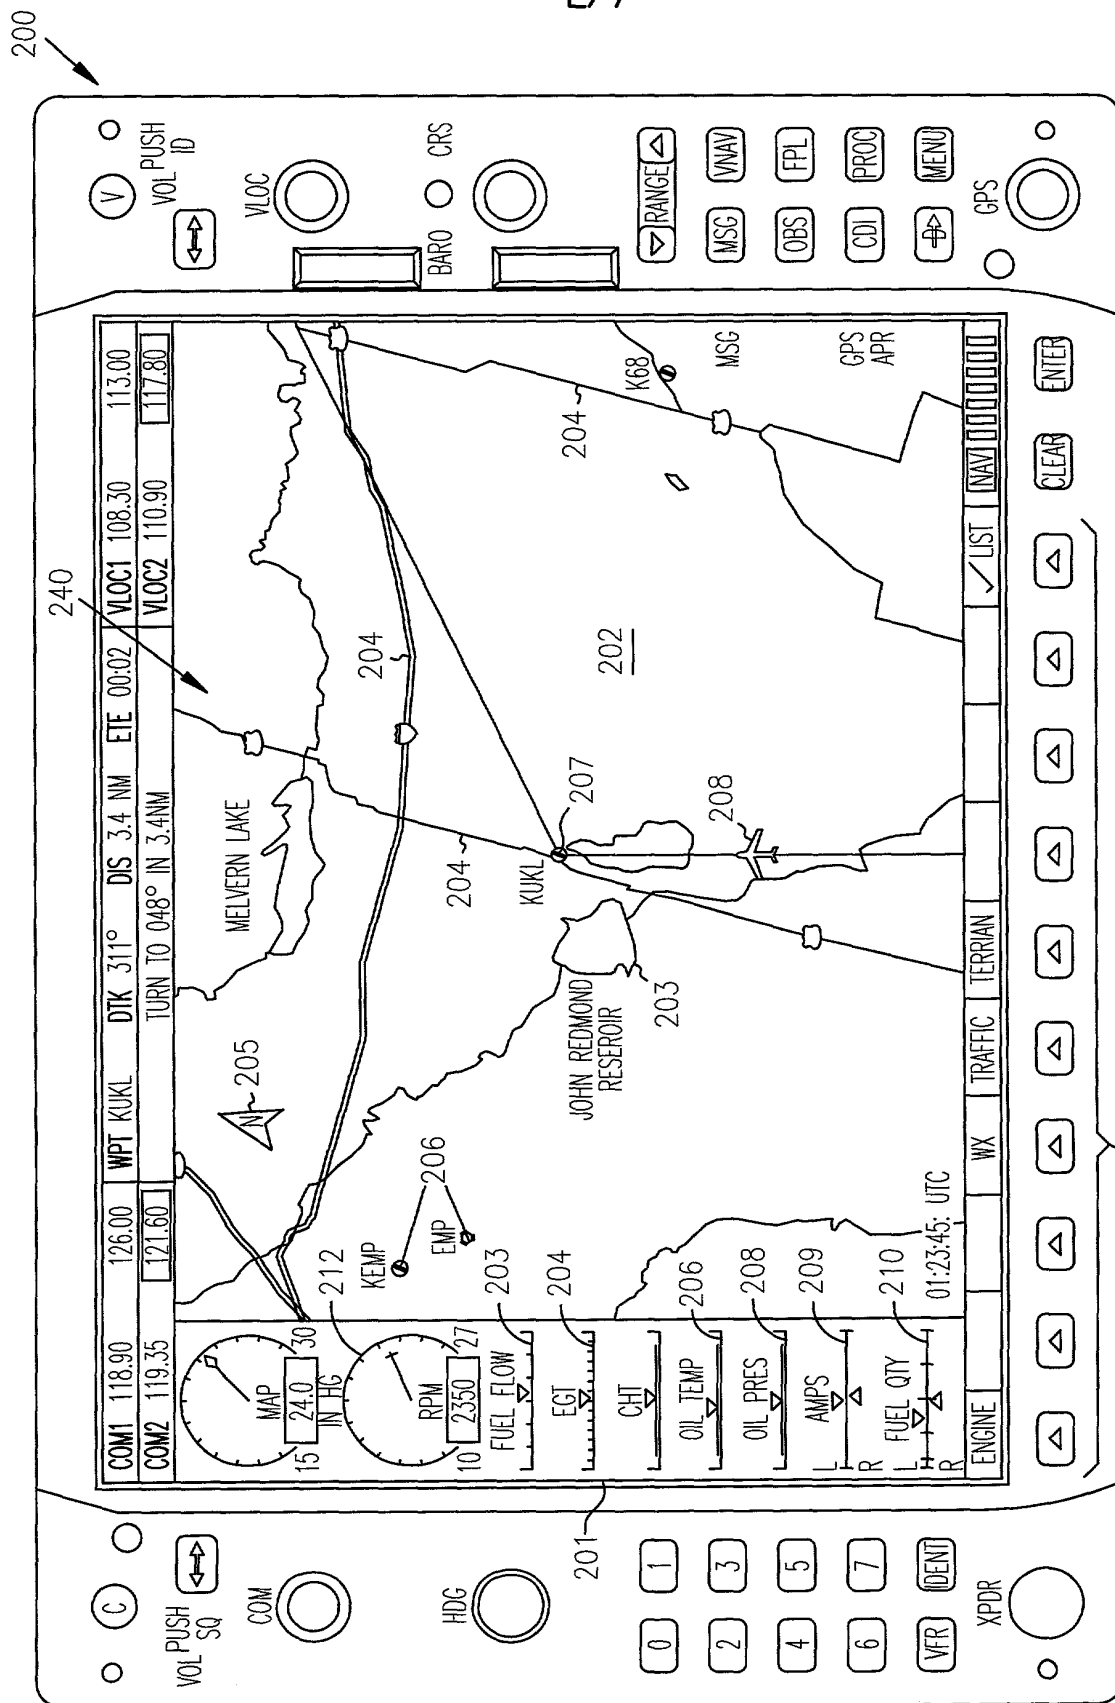 200
C
VOL PUSH
SQ
COM
HDG
0 1
2 3
4 5
6 7
VFR IDENT
XPDR
201
COM1 118.90 126.00 WPT KUKL DTK 311° DIS 3.4 NM ETE 00:02 VLOC1 108.30 113.00
COM2 119.35 121.60 TURN TO 048° IN 3.4NM VLOC2 110.90 117.80
MAP
15 24.0 30
IN HG
212
RPM
10 2350 27
FUEL FLOW
203
EGT
204
CHT
OIL TEMP
206
OIL PRES
208
AMPS
L
R
209
FUEL QTY
L
R
210
01:23:45: UTC
N
205
240
MELVERN LAKE
204
204
204
KEMP
206
EMP
KUKL
207
JOHN REDMOND
RESEROIR
203
208
202
K68
MSG
GPS
APR
ENGINE WX TRAFFIC TERRIAN LIST NAV
CLEAR ENTER
V
VOL PUSH
ID
VLOC
BARO
CRS
RANGE
MSG VNAV
OBS FPL
CDI PROC
D MENU
GPS